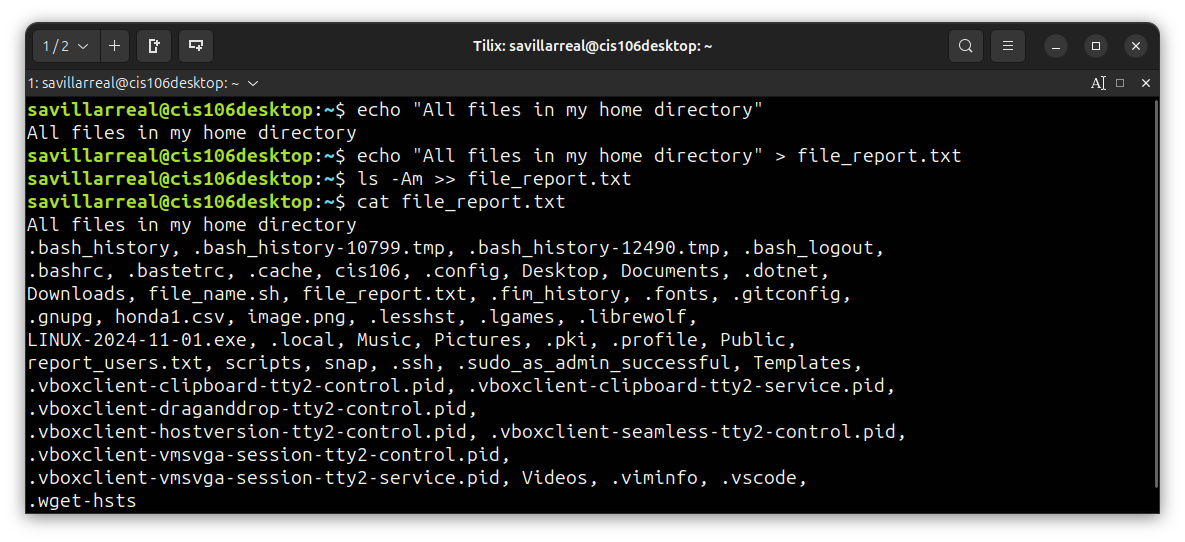 1 / 2
Tilix: savillarreal@cis106desktop: ~
1: savillarreal@cis106desktop: ~
savillarreal@cis106desktop:~$ echo "All files in my home directory"
All files in my home directory
savillarreal@cis106desktop:~$ echo "All files in my home directory" > file_report.txt
savillarreal@cis106desktop:~$ ls -Am >> file_report.txt
savillarreal@cis106desktop:~$ cat file_report.txt
All files in my home directory
.bash_history, .bash_history-10799.tmp, .bash_history-12490.tmp, .bash_logout,
.bashrc, .bastetrc, .cache, cis106, .config, Desktop, Documents, .dotnet,
Downloads, file_name.sh, file_report.txt, .fim_history, .fonts, .gitconfig,
.gnupg, honda1.csv, image.png, .lesshst, .lgames, .librewolf,
LINUX-2024-11-01.exe, .local, Music, Pictures, .pki, .profile, Public,
report_users.txt, scripts, snap, .ssh, .sudo_as_admin_successful, Templates,
.vboxclient-clipboard-tty2-control.pid, .vboxclient-clipboard-tty2-service.pid,
.vboxclient-draganddrop-tty2-control.pid,
.vboxclient-hostversion-tty2-control.pid, .vboxclient-seamless-tty2-control.pid,
.vboxclient-vmsvga-session-tty2-control.pid,
.vboxclient-vmsvga-session-tty2-service.pid, Videos, .viminfo, .vscode,
.wget-hsts